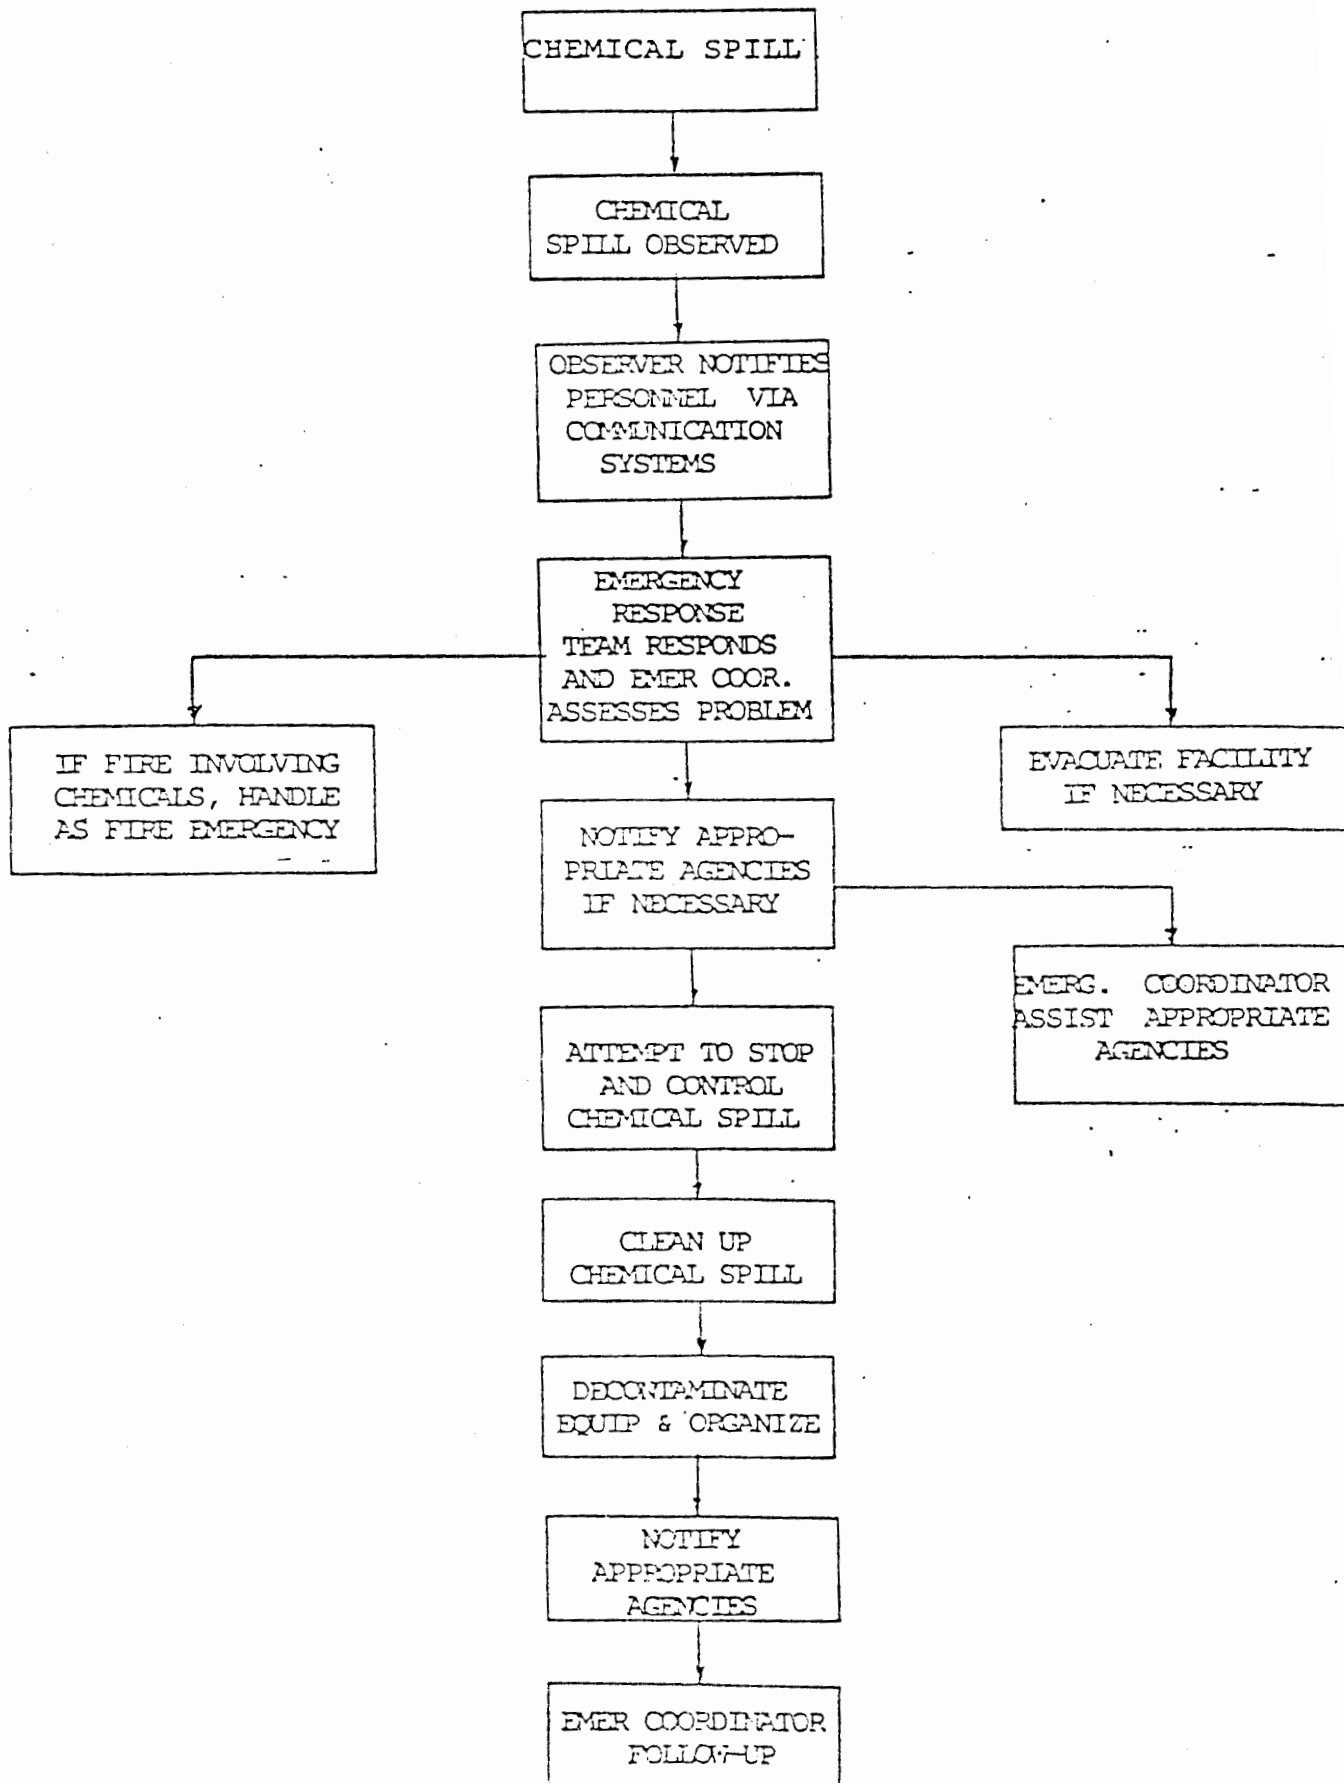 CHEMICAL SPILL
CHEMICAL
SPILL OBSERVED
OBSERVER NOTIFIES
PERSONNEL VIA
COMMUNICATION
SYSTEMS
EMERGENCY
RESPONSE
TEAM RESPONDS
AND EMER COOR.
ASSESSES PROBLEM
IF FIRE INVOLVING
CHEMICALS, HANDLE
AS FIRE EMERGENCY
EVACUATE FACILITY
IF NECESSARY
NOTIFY APPRO-
PRIATE AGENCIES
IF NECESSARY
EMERG. COORDINATOR
ASSIST APPROPRIATE
AGENCIES
ATTEMPT TO STOP
AND CONTROL
CHEMICAL SPILL
CLEAN UP
CHEMICAL SPILL
DECONTAMINATE
EQUIP & ORGANIZE
NOTIFY
APPROPRIATE
AGENCIES
EMER COORDINATOR
FOLLOW-UP